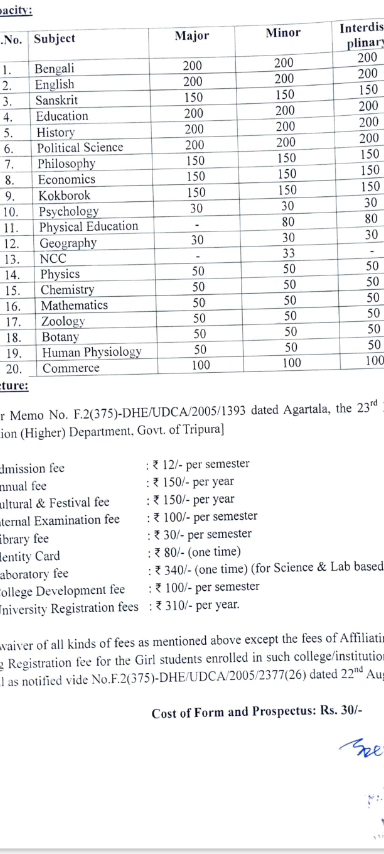 pacity:
.No. Subject Major Minor Interdis
plinary
1. Bengali 200 200 200
2. English 200 200 200
3. Sanskrit 150 150 150
4. Education 200 200 200
5. History 200 200 200
6. Political Science 200 200 200
7. Philosophy 150 150 150
8. Economics 150 150 150
9. Kokborok 150 150 150
10. Psychology 30 30 30
11. Physical Education - 80 80
12. Geography 30 30 30
13. NCC - 33 -
14. Physics 50 50 50
15. Chemistry 50 50 50
16. Mathematics 50 50 50
17. Zoology 50 50 50
18. Botany 50 50 50
19. Human Physiology 50 50 50
20. Commerce 100 100 100
cture:
r Memo No. F.2(375)-DHE/UDCA/2005/1393 dated Agartala, the 23rd
ion (Higher) Department, Govt. of Tripura]
dmission fee : ₹ 12/- per semester
nnual fee : ₹ 150/- per year
ultural & Festival fee : ₹ 150/- per year
nternal Examination fee : ₹ 100/- per semester
ibrary fee : ₹ 30/- per semester
dentity Card : ₹ 80/- (one time)
aboratory fee : ₹ 340/- (one time) (for Science & Lab based
ollege Development fee : ₹ 100/- per semester
niversity Registration fees : ₹ 310/- per year.
waiver of all kinds of fees as mentioned above except the fees of Affiliati
g Registration fee for the Girl students enrolled in such college/institution
l as notified vide No.F.2(375)-DHE/UDCA/2005/2377(26) dated 22nd Aug
Cost of Form and Prospectus: Rs. 30/-